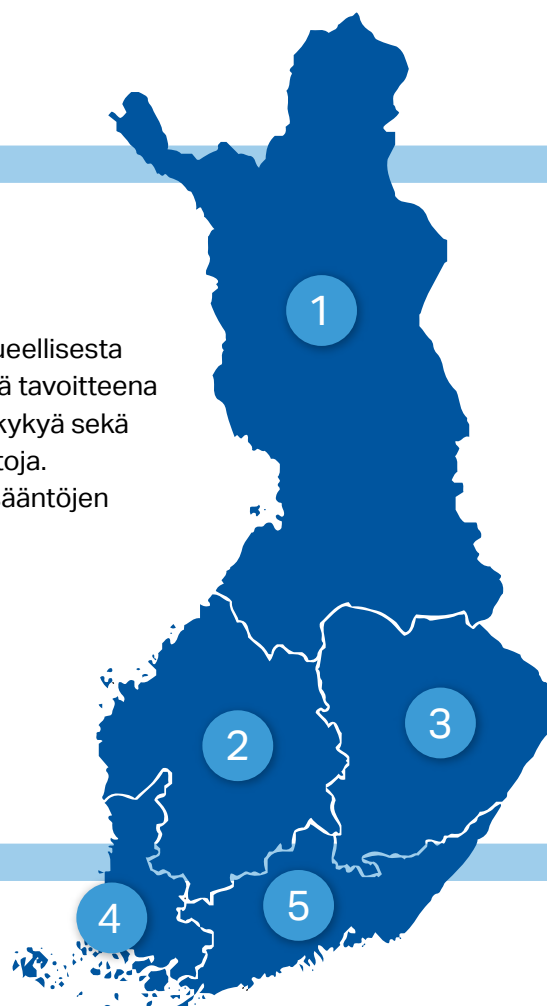 ueellisesta
ä tavoitteena
kykyä sekä
toja.
ääntöjen
1
2
3
4
5